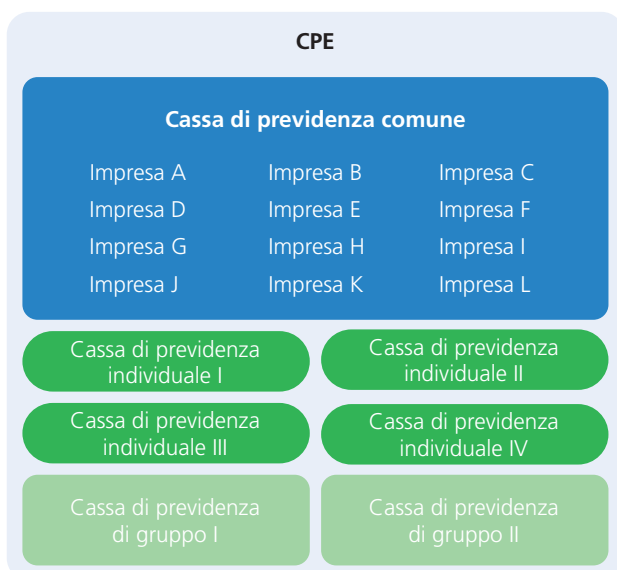 CPE
Cassa di previdenza comune
Impresa A Impresa B Impresa C
Impresa D Impresa E Impresa F
Impresa G Impresa H Impresa I
Impresa J Impresa K Impresa L
Cassa di previdenza
individuale I
Cassa di previdenza
individuale II
Cassa di previdenza
individuale III
Cassa di previdenza
individuale IV
Cassa di previdenza
di gruppo I
Cassa di previdenza
di gruppo II